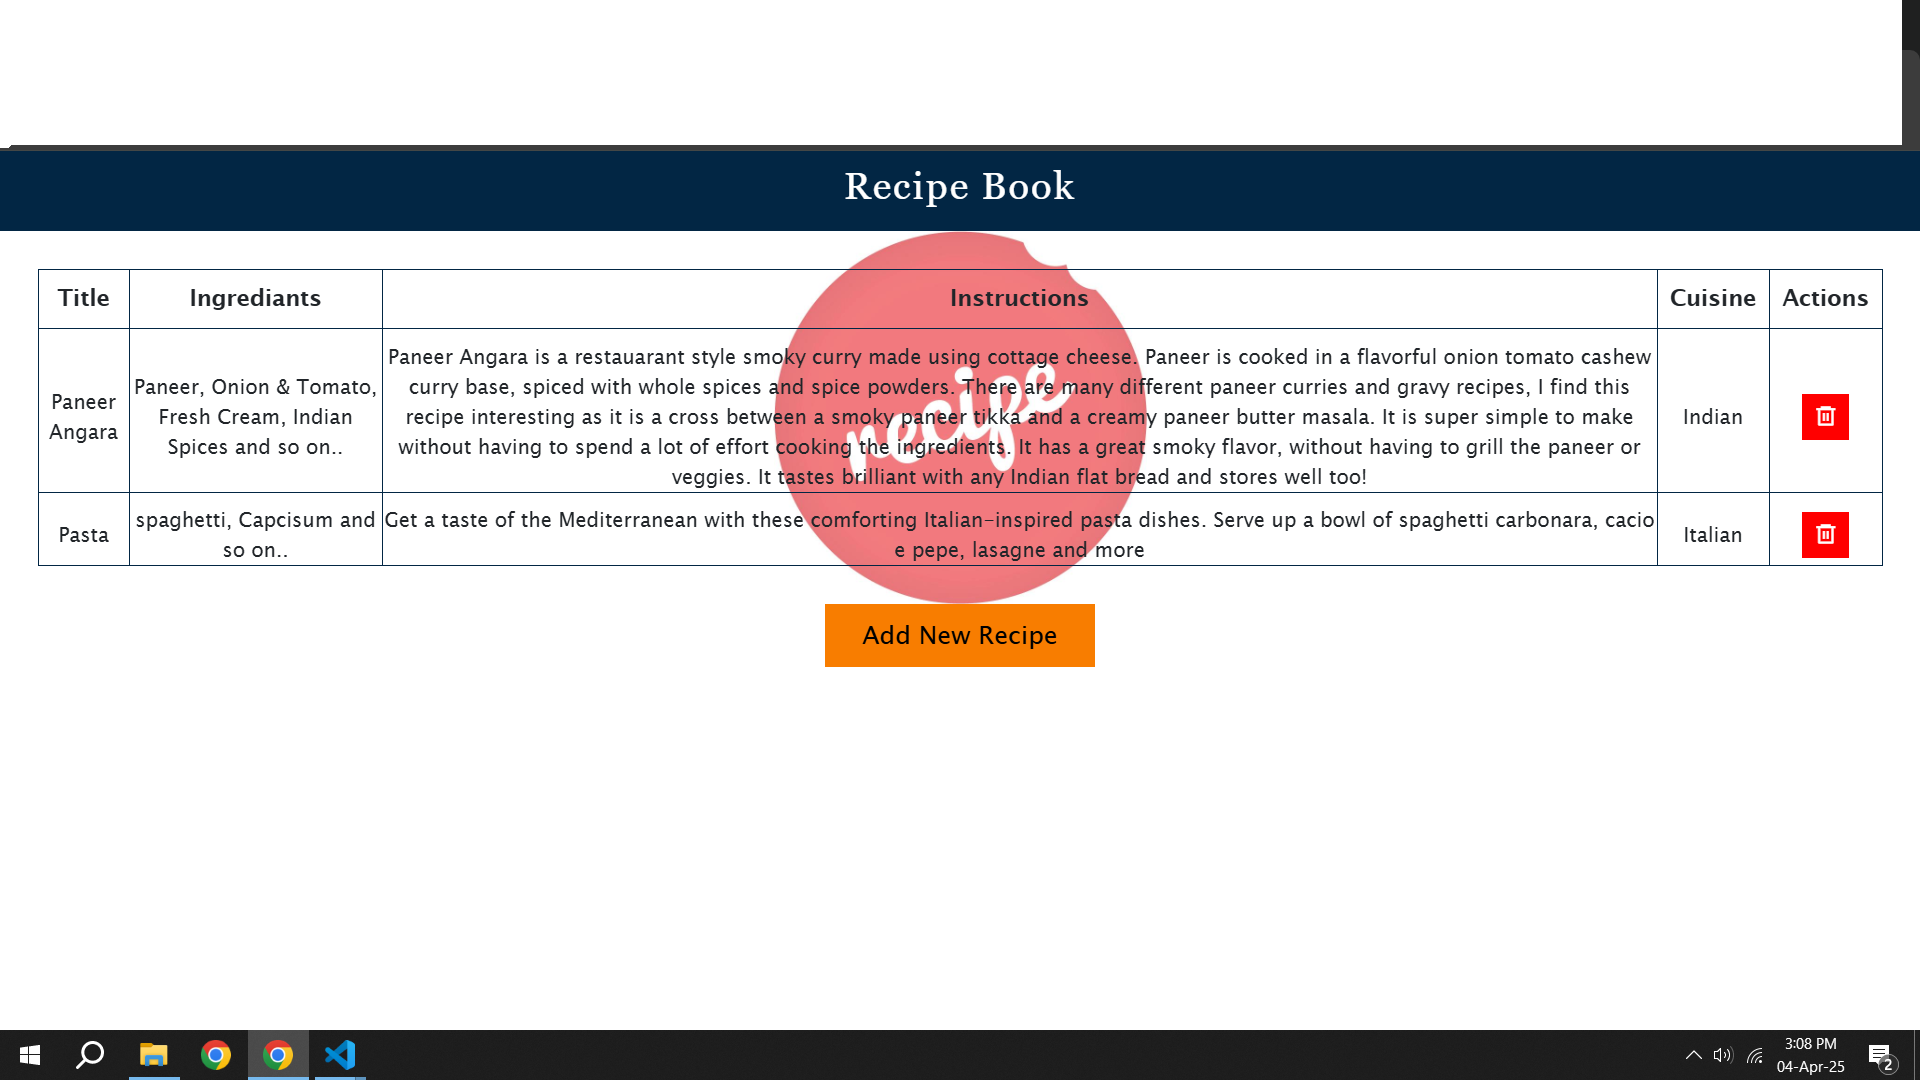 Recipe Book
Title Ingrediants Instructions Cuisine Actions
Paneer
Angara
Paneer, Onion & Tomato,
Fresh Cream, Indian
Spices and so on..
Paneer Angara is a restauarant style smoky curry made using cottage cheese. Paneer is cooked in a flavorful onion tomato cashew
curry base, spiced with whole spices and spice powders. There are many different paneer curries and gravy recipes, I find this
recipe interesting as it is a cross between a smoky paneer tikka and a creamy paneer butter masala. It is super simple to make
without having to spend a lot of effort cooking the ingredients. It has a great smoky flavor, without having to grill the paneer or
veggies. It tastes brilliant with any Indian flat bread and stores well too!
Indian
Pasta
spaghetti, Capcisum and
so on..
Get a taste of the Mediterranean with these comforting Italian-inspired pasta dishes. Serve up a bowl of spaghetti carbonara, cacio
e pepe, lasagne and more
Italian
recipe
Add New Recipe
3:08 PM
04-Apr-25
2